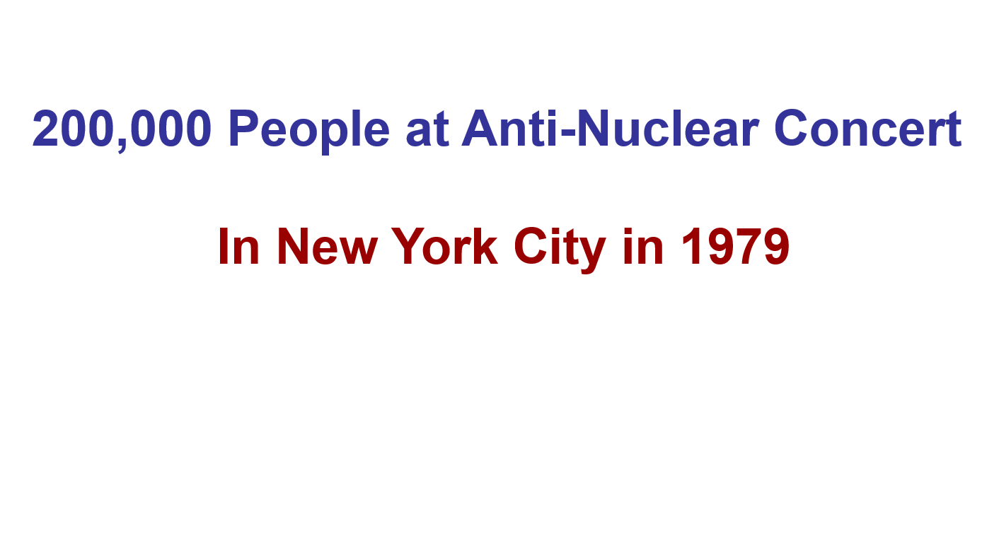 200,000 People at Anti-Nuclear Concert
In New York City in 1979